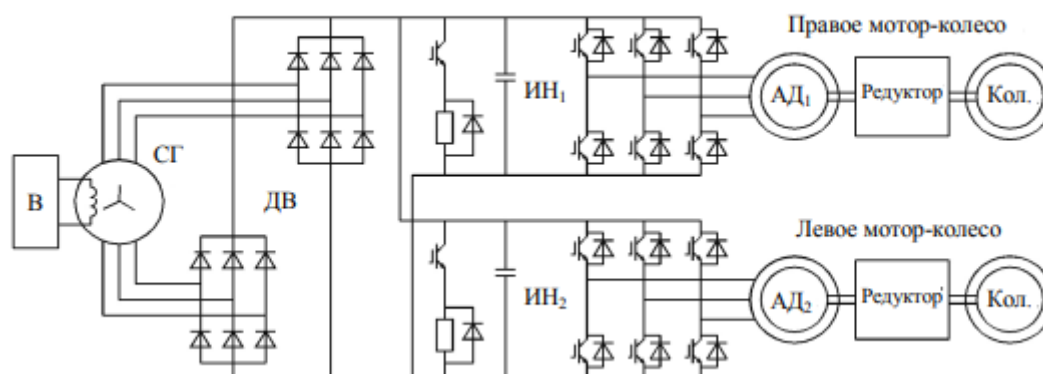 Правое мотор-колесо
ИН₁
АД₁
Редуктор
Кол.
СГ
В
ДВ
Левое мотор-колесо
ИН₂
АД₂
Редуктор
Кол.